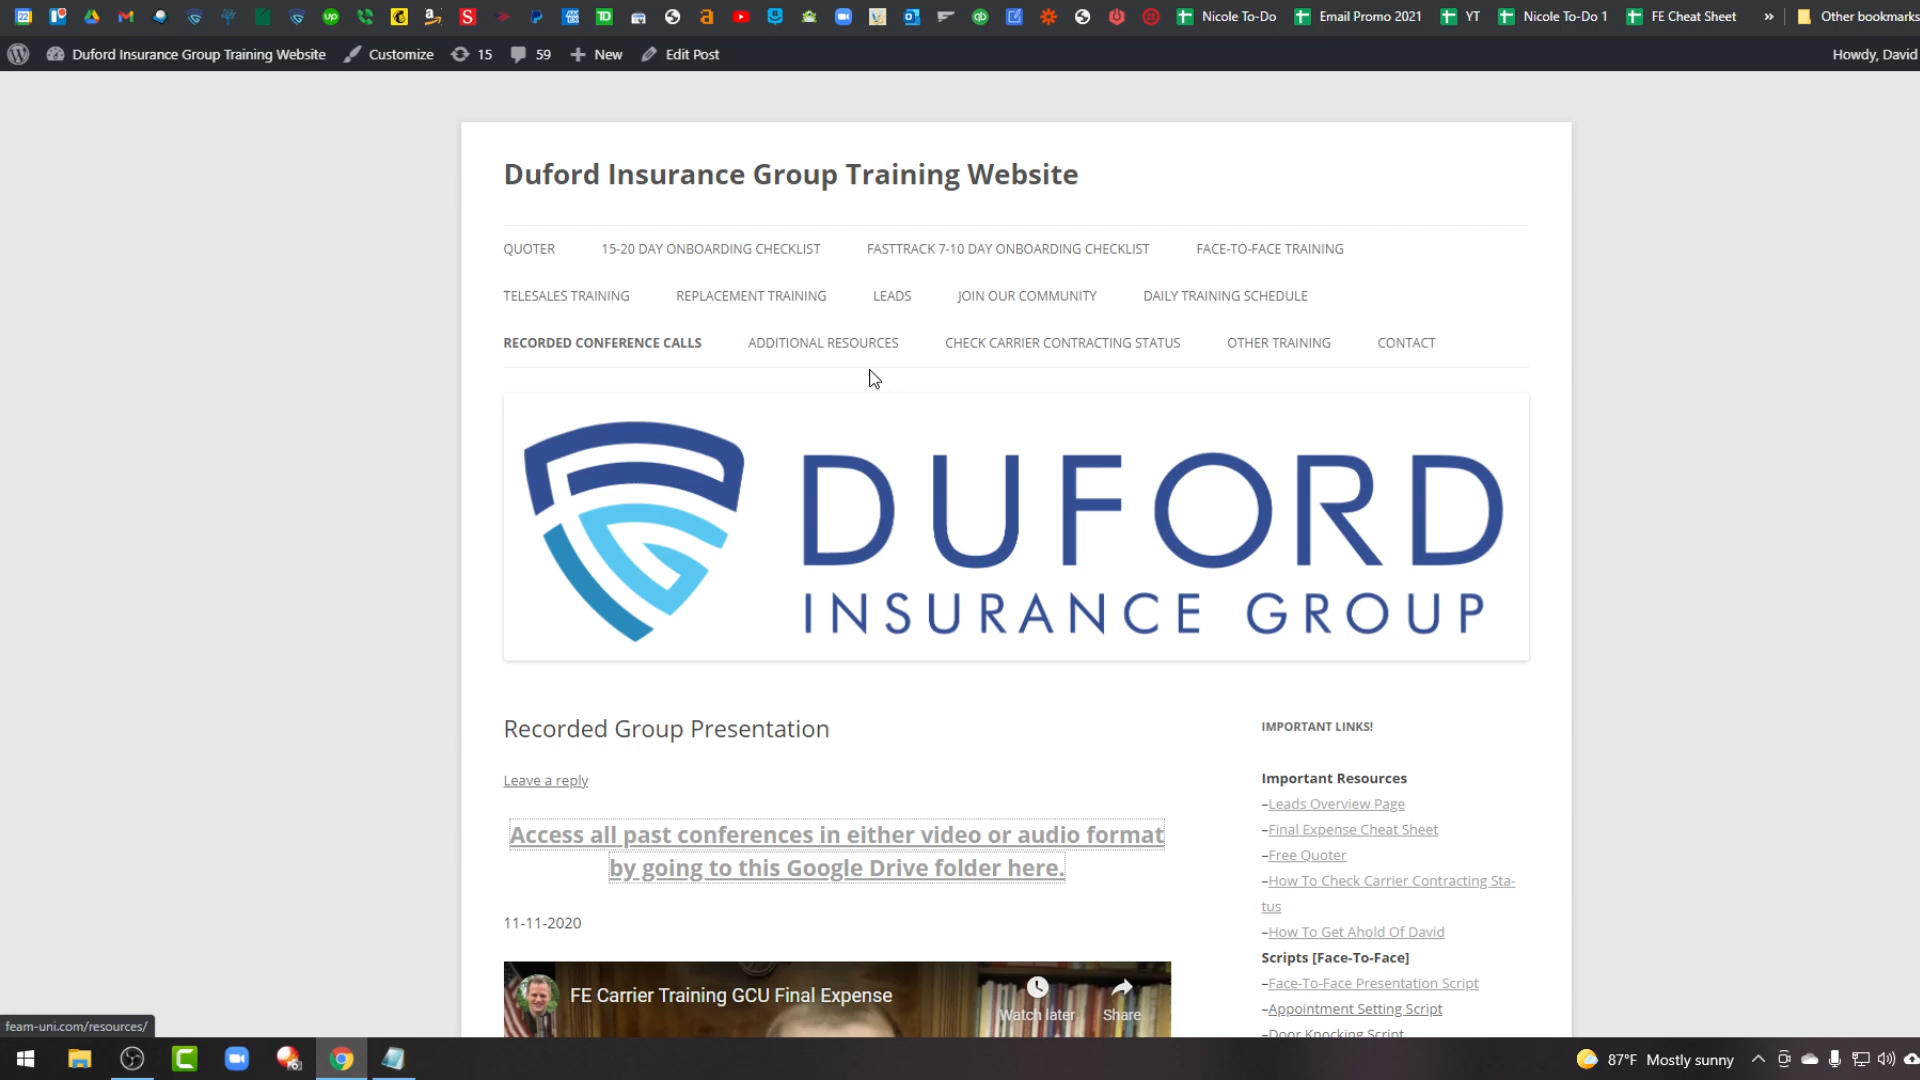 Nicole To-Do
Email Promo 2021
YT
Nicole To-Do 1
FE Cheat Sheet
»
Other bookmarks
Duford Insurance Group Training Website
Customize
15
59
New
Edit Post
Howdy, David
Duford Insurance Group Training Website
QUOTER
15-20 DAY ONBOARDING CHECKLIST
FASTTRACK 7-10 DAY ONBOARDING CHECKLIST
FACE-TO-FACE TRAINING
TELESALES TRAINING
REPLACEMENT TRAINING
LEADS
JOIN OUR COMMUNITY
DAILY TRAINING SCHEDULE
RECORDED CONFERENCE CALLS
ADDITIONAL RESOURCES
CHECK CARRIER CONTRACTING STATUS
OTHER TRAINING
CONTACT
DUFORD
INSURANCE GROUP
Recorded Group Presentation
Leave a reply
Access all past conferences in either video or audio format
by going to this Google Drive folder here.
11-11-2020
FE Carrier Training GCU Final Expense
Watch later
Share
IMPORTANT LINKS!
Important Resources
–Leads Overview Page
–Final Expense Cheat Sheet
–Free Quoter
–How To Check Carrier Contracting Sta-
tus
–How To Get Ahold Of David
Scripts [Face-To-Face]
–Face-To-Face Presentation Script
–Appointment Setting Script
–Door Knocking Script
feam-uni.com/resources/
87°F Mostly sunny